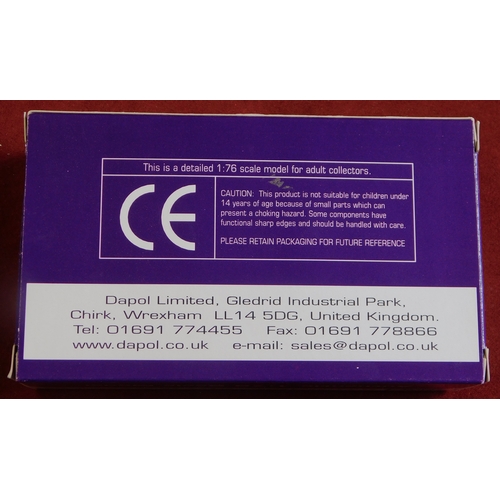 This is a detailed 1:76 scale model for adult collectors.
CE
CAUTION: This product is not suitable for children under
14 years of age because of small parts which can
present a choking hazard. Some components have
functional sharp edges and should be handled with care.
PLEASE RETAIN PACKAGING FOR FUTURE REFERENCE
Dapol Limited, Gledrid Industrial Park,
Chirk, Wrexham LL14 5DG, United Kingdom.
Tel: 01691 774455 Fax: 01691 778866
www.dapol.co.uk e-mail: sales@dapol.co.uk